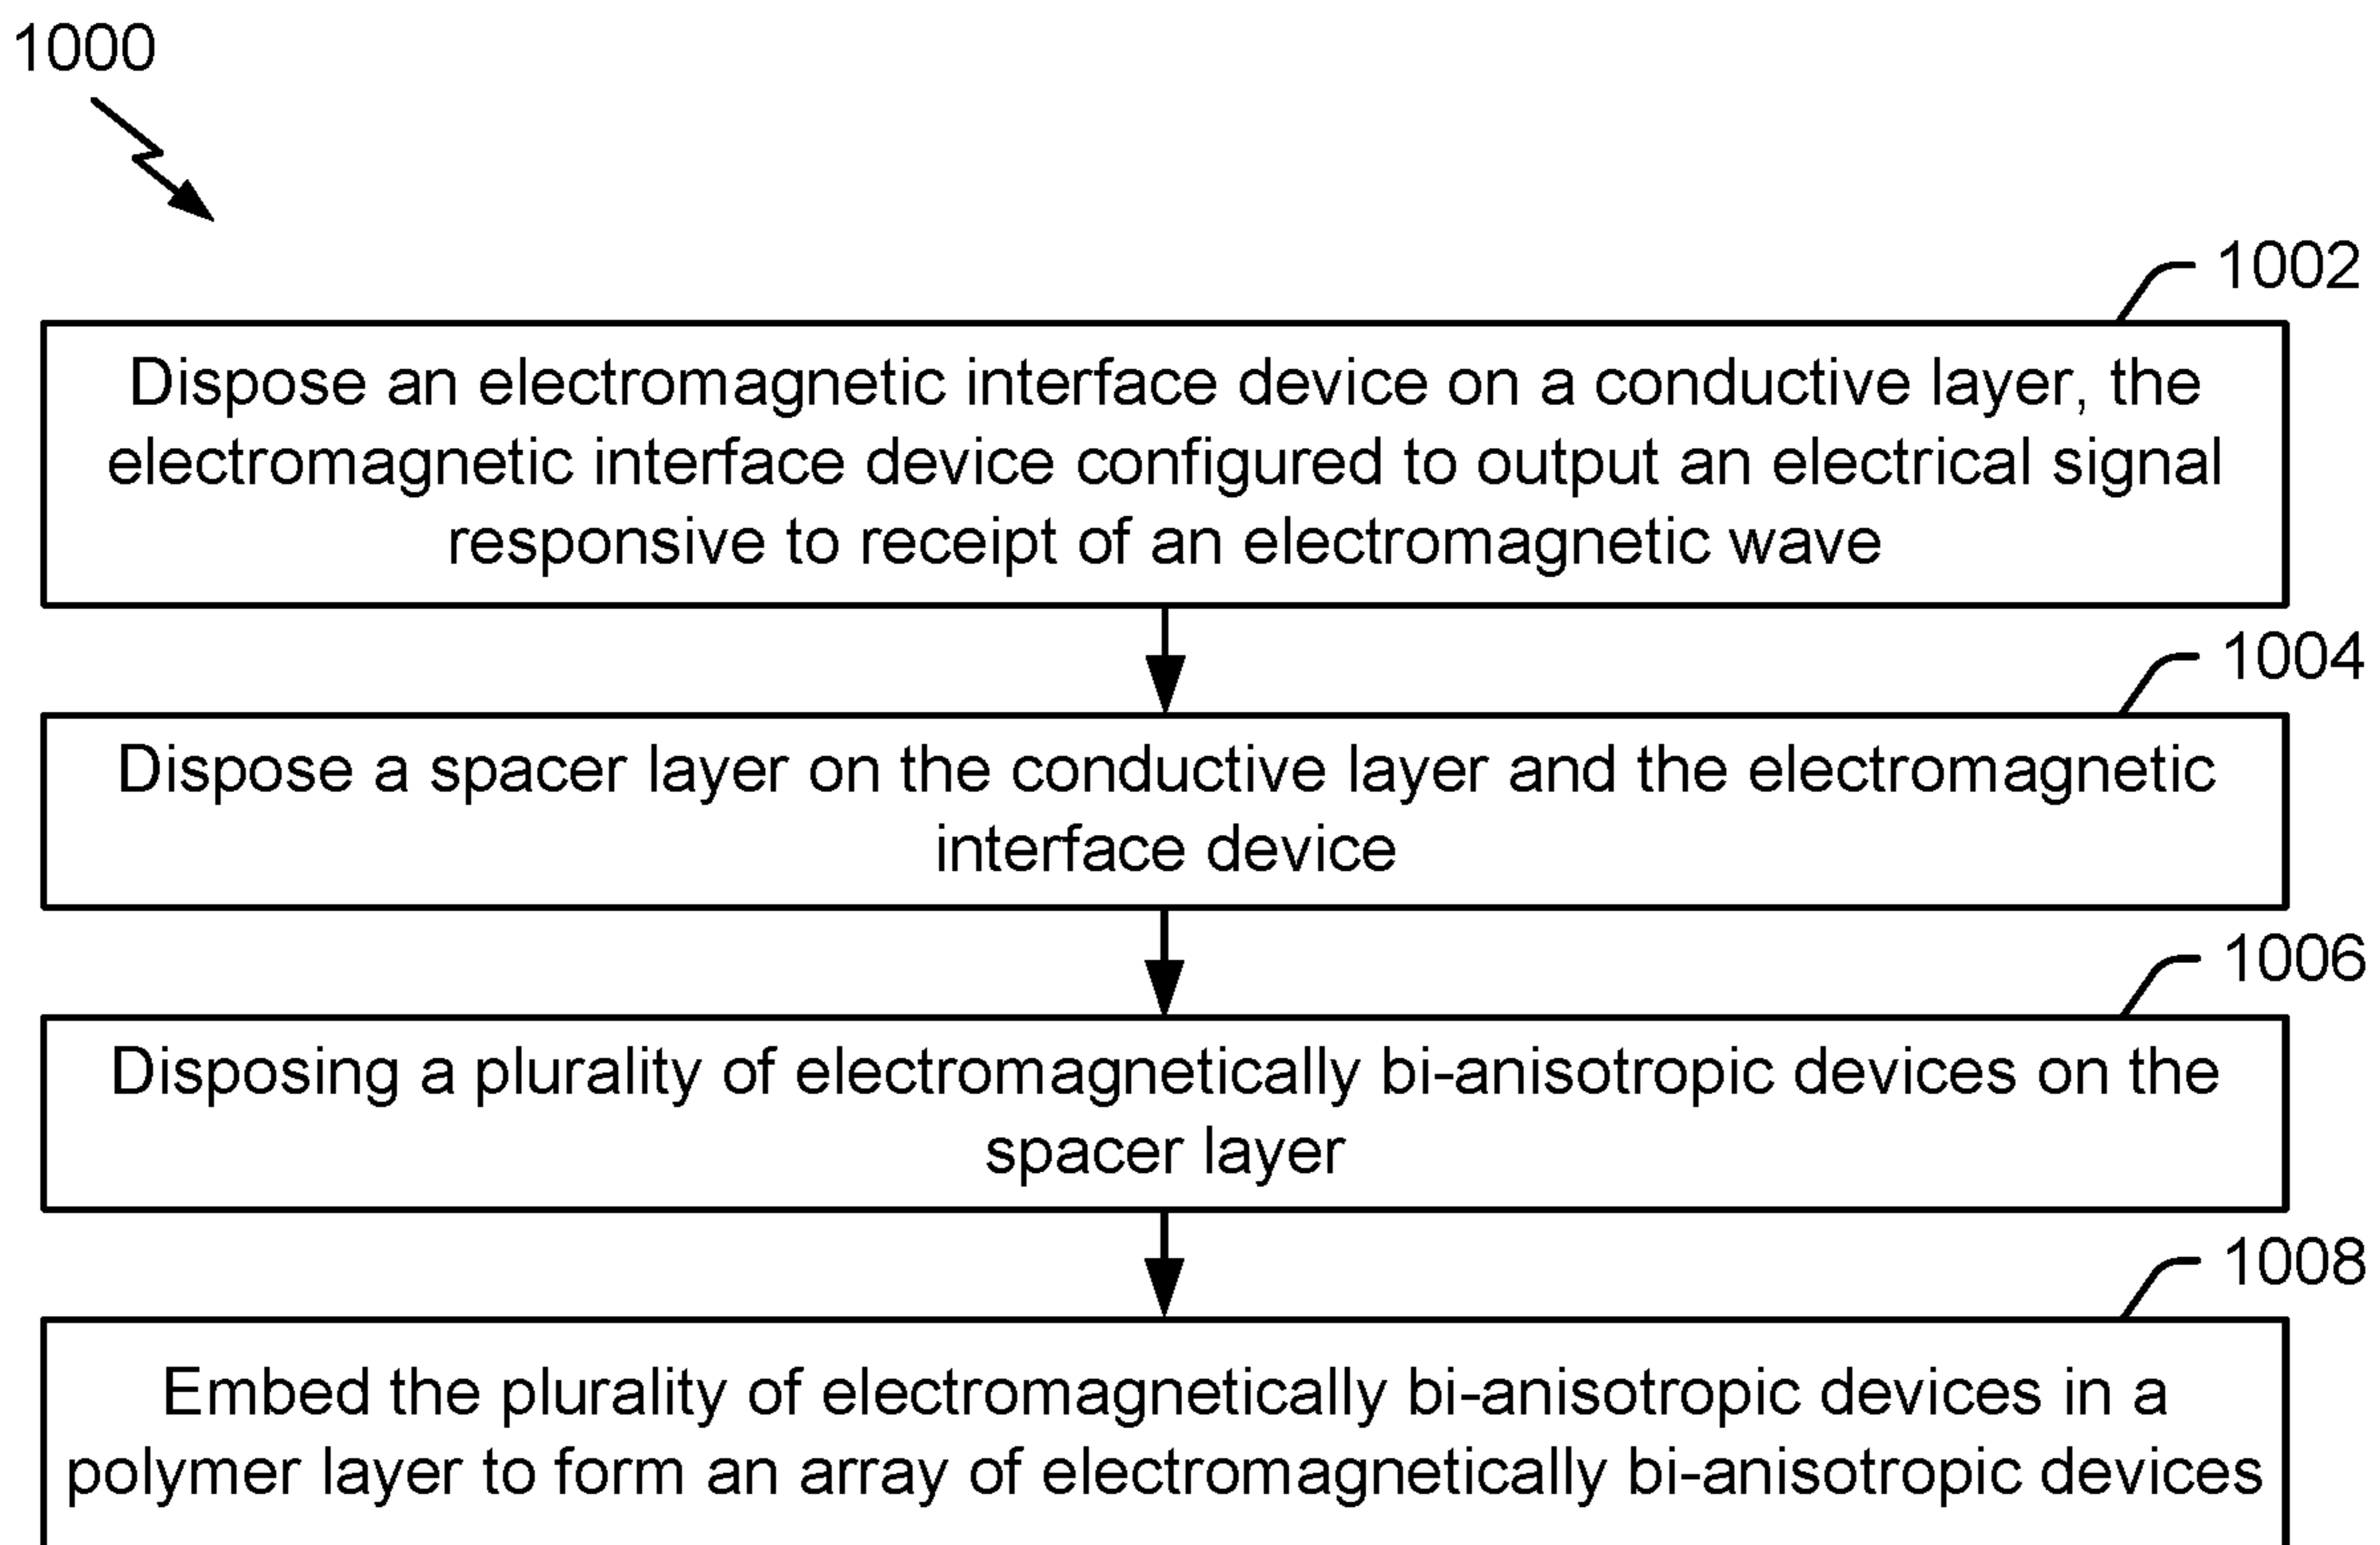 1000
1002
Dispose an electromagnetic interface device on a conductive layer, the
electromagnetic interface device configured to output an electrical signal
responsive to receipt of an electromagnetic wave
1004
Dispose a spacer layer on the conductive layer and the electromagnetic
interface device
1006
Disposing a plurality of electromagnetically bi-anisotropic devices on the
spacer layer
1008
Embed the plurality of electromagnetically bi-anisotropic devices in a
polymer layer to form an array of electromagnetically bi-anisotropic devices